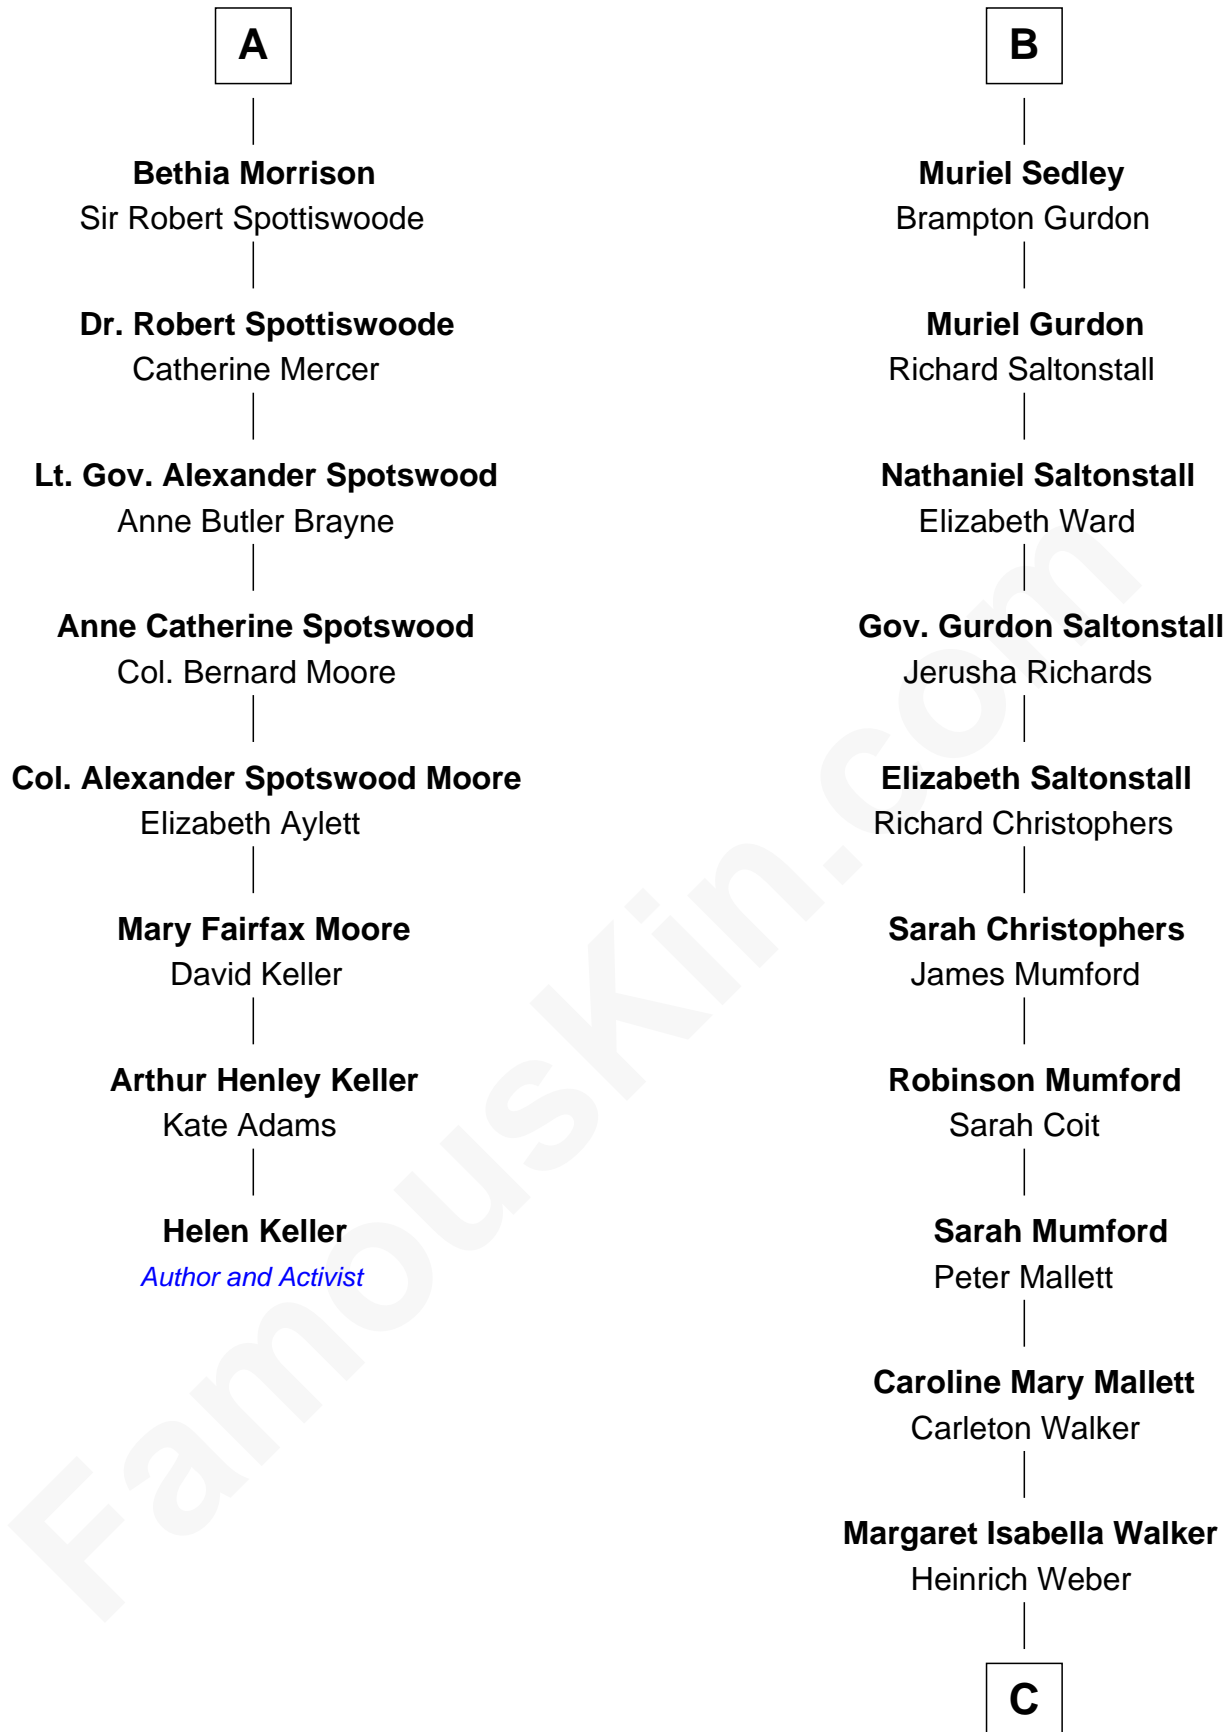 A
Bethia Morrison
Sir Robert Spottiswoode
Dr. Robert Spottiswoode
Catherine Mercer
Lt. Gov. Alexander Spotswood
Anne Butler Brayne
Anne Catherine Spotswood
Col. Bernard Moore
Col. Alexander Spotswood Moore
Elizabeth Aylett
Mary Fairfax Moore
David Keller
Arthur Henley Keller
Kate Adams
Helen Keller
Author and Activist
B
Muriel Sedley
Brampton Gurdon
Muriel Gurdon
Richard Saltonstall
Nathaniel Saltonstall
Elizabeth Ward
Gov. Gurdon Saltonstall
Jerusha Richards
Elizabeth Saltonstall
Richard Christophers
Sarah Christophers
James Mumford
Robinson Mumford
Sarah Coit
Sarah Mumford
Peter Mallett
Caroline Mary Mallett
Carleton Walker
Margaret Isabella Walker
Heinrich Weber
C
FamousKin.com